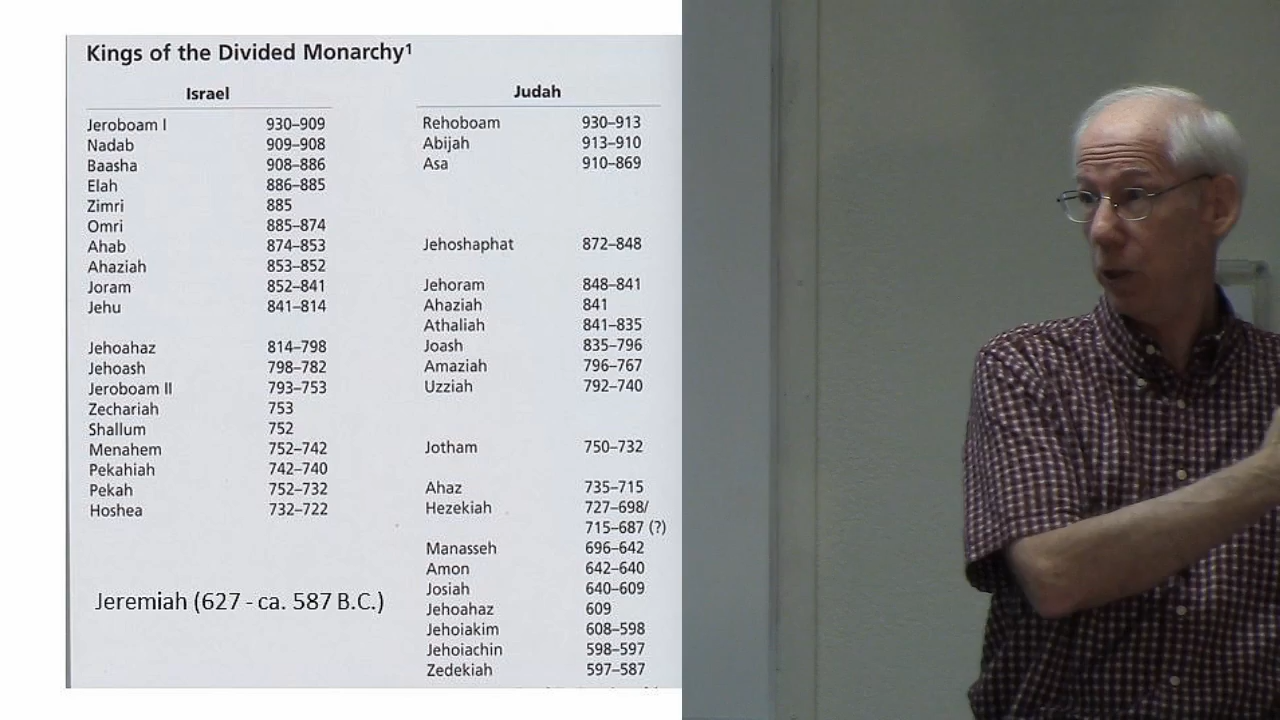 Kings of the Divided Monarchy¹
Israel
Jeroboam I 930–909
Nadab 909–908
Baasha 908–886
Elah 886–885
Zimri 885
Omri 885–874
Ahab 874–853
Ahaziah 853–852
Joram 852–841
Jehu 841–814
Jehoahaz 814–798
Jehoash 798–782
Jeroboam II 793–753
Zechariah 753
Shallum 752
Menahem 752–742
Pekahiah 742–740
Pekah 752–732
Hoshea 732–722
Jeremiah (627 - ca. 587 B.C.)
Judah
Rehoboam 930–913
Abijah 913–910
Asa 910–869
Jehoshaphat 872–848
Jehoram 848–841
Ahaziah 841
Athaliah 841–835
Joash 835–796
Amaziah 796–767
Uzziah 792–740
Jotham 750–732
Ahaz 735–715
Hezekiah 727–698/
715–687 (?)
Manasseh 696–642
Amon 642–640
Josiah 640–609
Jehoahaz 609
Jehoiakim 608–598
Jehoiachin 598–597
Zedekiah 597–587